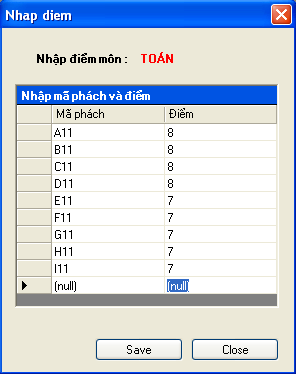 Nhap diem
Nhập điểm môn : TOÁN
Nhập mã phách và điểm
Mã phách Điểm
A11 8
B11 8
C11 8
D11 8
E11 7
F11 7
G11 7
H11 7
I11 7
(null) (null)
Save Close